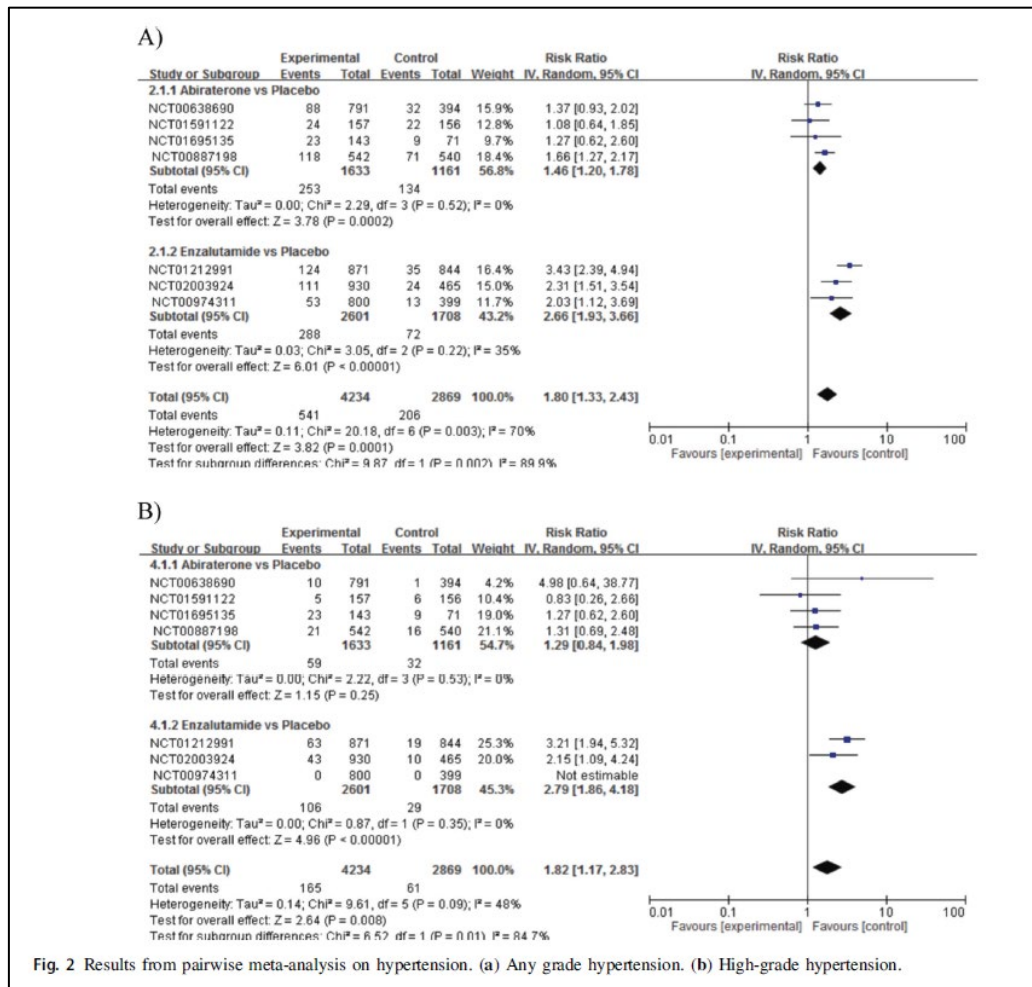 A)
Experimental Control Risk Ratio Risk Ratio
Study or Subgroup Events Total Events Total Weight IV, Random, 95% CI IV, Random, 95% CI
2.1.1 Abiraterone vs Placebo
NCT00638690 88 791 32 394 15.9% 1.37 [0.93, 2.02]
NCT01591122 24 157 22 156 12.8% 1.08 [0.64, 1.85]
NCT01695135 23 143 9 71 9.7% 1.27 [0.62, 2.60]
NCT00887198 118 542 71 540 18.4% 1.66 [1.27, 2.17]
Subtotal (95% CI) 1633 1161 56.8% 1.46 [1.20, 1.78]
Total events 253 134
Heterogeneity: Tau² = 0.00; Chi² = 2.29, df = 3 (P = 0.52); I² = 0%
Test for overall effect: Z = 3.78 (P = 0.0002)
2.1.2 Enzalutamide vs Placebo
NCT01212991 124 871 35 844 16.4% 3.43 [2.39, 4.94]
NCT02003924 111 930 24 465 15.0% 2.31 [1.51, 3.54]
NCT00974311 53 800 13 399 11.7% 2.03 [1.12, 3.69]
Subtotal (95% CI) 2601 1708 43.2% 2.66 [1.93, 3.66]
Total events 288 72
Heterogeneity: Tau² = 0.03; Chi² = 3.05, df = 2 (P = 0.22); I² = 35%
Test for overall effect: Z = 6.01 (P < 0.00001)
Total (95% CI) 4234 2869 100.0% 1.80 [1.33, 2.43]
Total events 541 206
Heterogeneity: Tau² = 0.11; Chi² = 20.18, df = 6 (P = 0.003); I² = 70%
Test for overall effect: Z = 3.82 (P = 0.0001)
Test for subgroup differences: Chi² = 9.87, df = 1 (P = 0.002), I² = 89.9%
0.01 0.1 1 10 100
Favours [experimental] Favours [control]
B)
Experimental Control Risk Ratio Risk Ratio
Study or Subgroup Events Total Events Total Weight IV, Random, 95% CI IV, Random, 95% CI
4.1.1 Abiraterone vs Placebo
NCT00638690 10 791 1 394 4.2% 4.98 [0.64, 38.77]
NCT01591122 5 157 6 156 10.4% 0.83 [0.26, 2.66]
NCT01695135 23 143 9 71 19.0% 1.27 [0.62, 2.60]
NCT00887198 21 542 16 540 21.1% 1.31 [0.69, 2.48]
Subtotal (95% CI) 1633 1161 54.7% 1.29 [0.84, 1.98]
Total events 59 32
Heterogeneity: Tau² = 0.00; Chi² = 2.22, df = 3 (P = 0.53); I² = 0%
Test for overall effect: Z = 1.15 (P = 0.25)
4.1.2 Enzalutamide vs Placebo
NCT01212991 63 871 19 844 25.3% 3.21 [1.94, 5.32]
NCT02003924 43 930 10 465 20.0% 2.15 [1.09, 4.24]
NCT00974311 0 800 0 399 Not estimable
Subtotal (95% CI) 2601 1708 45.3% 2.79 [1.86, 4.18]
Total events 106 29
Heterogeneity: Tau² = 0.00; Chi² = 0.87, df = 1 (P = 0.35); I² = 0%
Test for overall effect: Z = 4.96 (P < 0.00001)
Total (95% CI) 4234 2869 100.0% 1.82 [1.17, 2.83]
Total events 165 61
Heterogeneity: Tau² = 0.14; Chi² = 9.61, df = 5 (P = 0.09); I² = 48%
Test for overall effect: Z = 2.64 (P = 0.008)
Test for subgroup differences: Chi² = 6.52, df = 1 (P = 0.01), I² = 84.7%
0.01 0.1 1 10 100
Favours [experimental] Favours [control]
Fig. 2 Results from pairwise meta-analysis on hypertension. (a) Any grade hypertension. (b) High-grade hypertension.